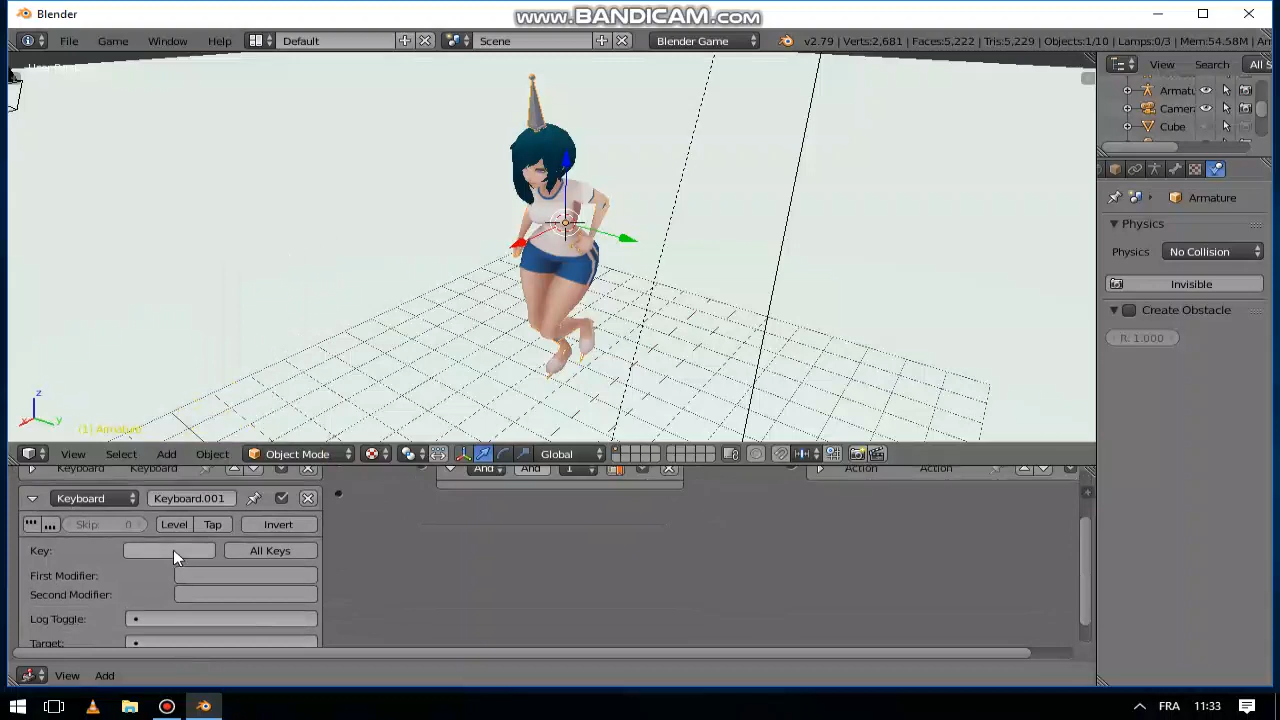 Blender
www.BANDICAM.com
File Game Window Help Default Scene Blender Game v2.79 | Verts:2,681 | Faces:5,222 | Tris:5,229 | Objects:1/10 | Lamps:0/3 | Mem:54.58M | Ar
View Search All S
Armatu
Camera
Cube
Armature
Physics
Physics: No Collision
Invisible
Create Obstacle
R: 1.000
z
y
(1) Armature
View Select Add Object Object Mode Global
Keyboard Keyboard And And 1 Action Action
Keyboard Keyboard.001
Skip: 0 Level Tap Invert
Key: All Keys
First Modifier:
Second Modifier:
Log Toggle:
Target:
View Add
FRA 11:33